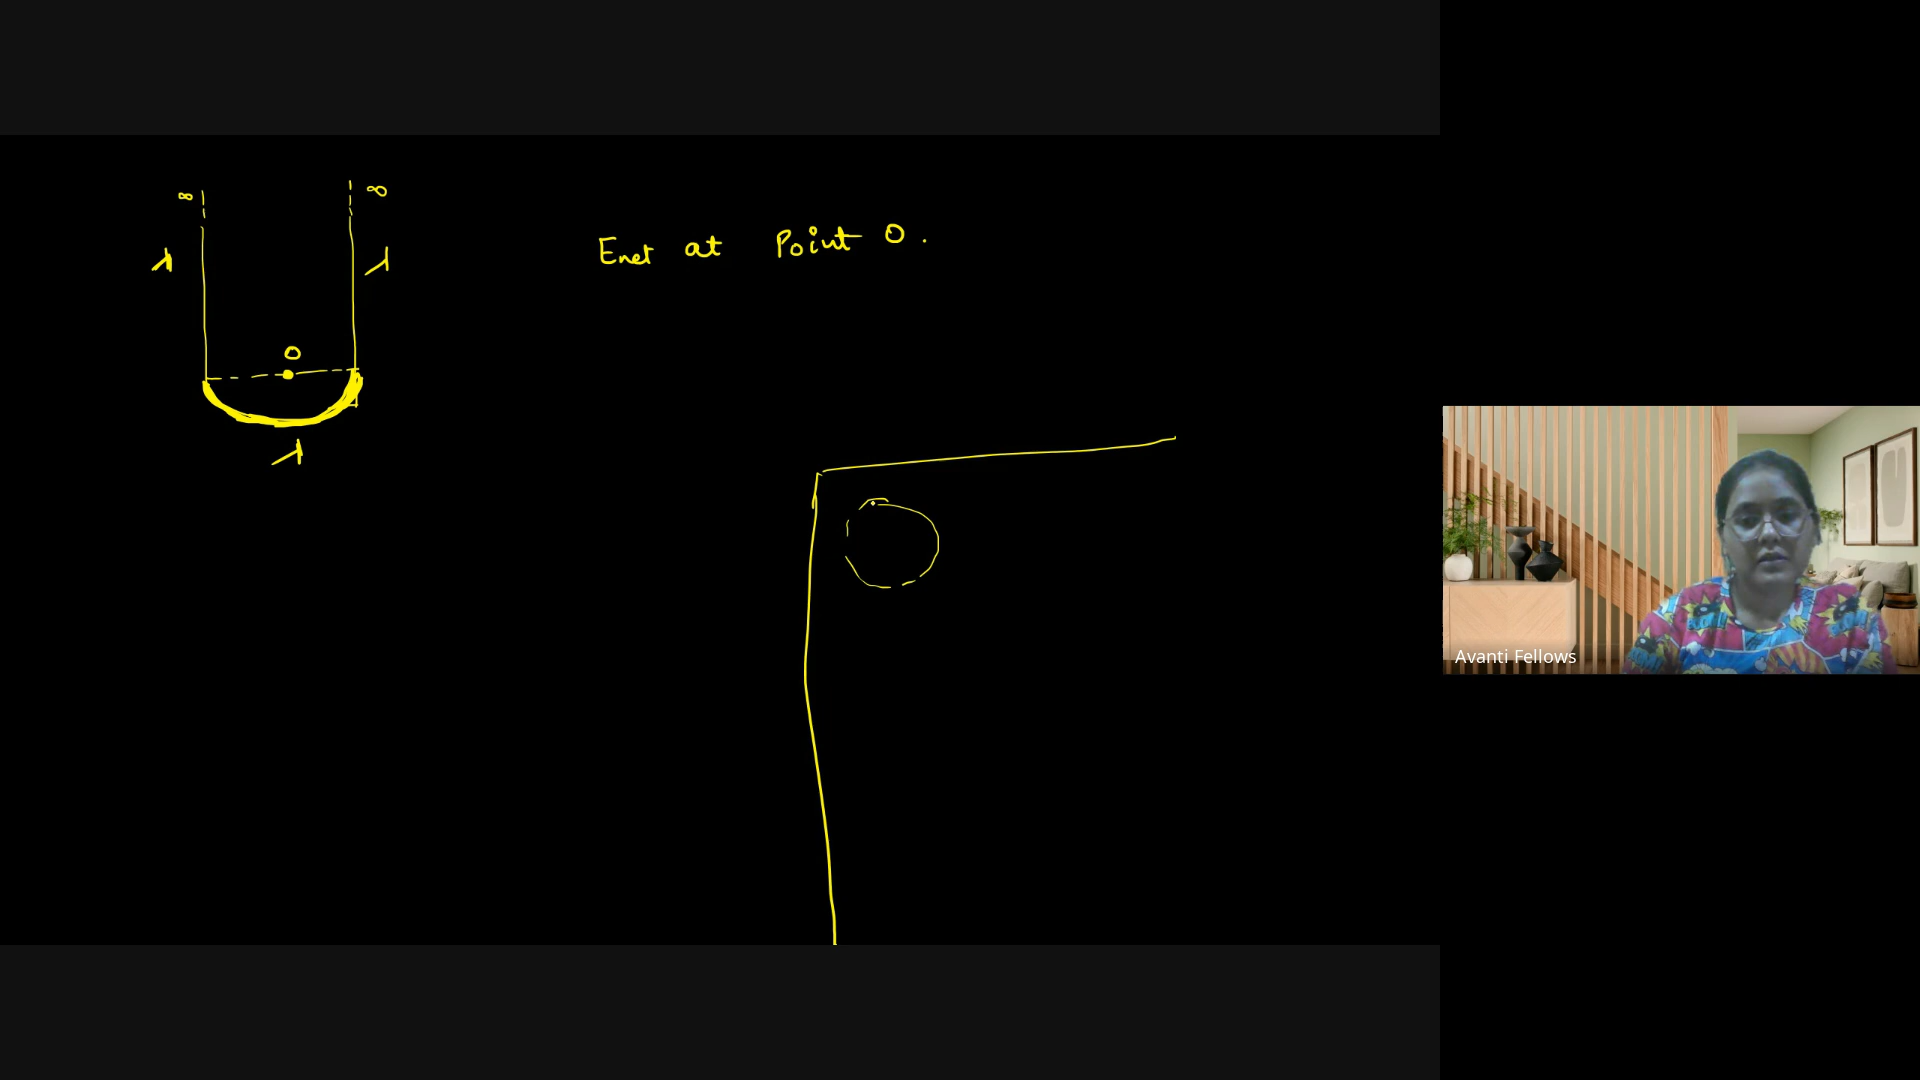 ∞ ∞
λ λ
Enet at Point O.
O
λ
Avanti Fellows